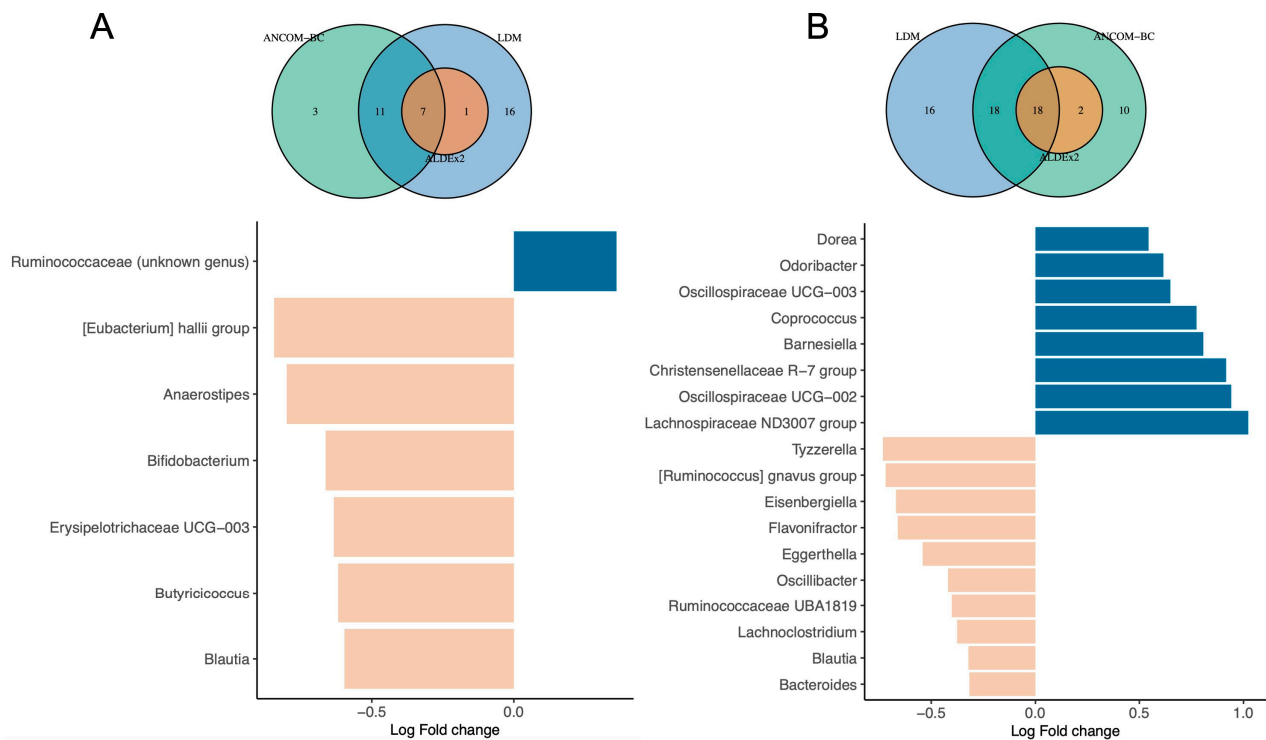 A
ANCOM−BC
LDM
3
11
7
1
16
ALDEx2
Ruminococcaceae (unknown genus)
[Eubacterium] hallii group
Anaerostipes
Bifidobacterium
Erysipelotrichaceae UCG−003
Butyricicoccus
Blautia
−0.5
0.0
Log Fold change
B
LDM
ANCOM−BC
16
18
18
2
10
ALDEx2
Dorea
Odoribacter
Oscillospiraceae UCG−003
Coprococcus
Barnesiella
Christensenellaceae R−7 group
Oscillospiraceae UCG−002
Lachnospiraceae ND3007 group
Tyzzerella
[Ruminococcus] gnavus group
Eisenbergiella
Flavonifractor
Eggerthella
Oscillibacter
Ruminococcaceae UBA1819
Lachnoclostridium
Blautia
Bacteroides
−0.5
0.0
0.5
1.0
Log Fold change